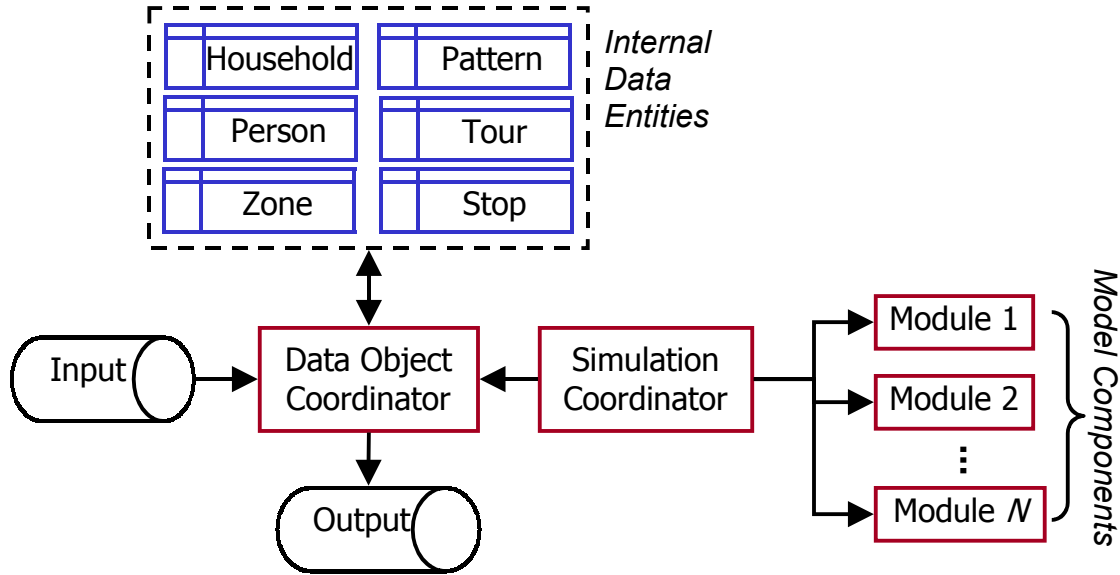 Household
Pattern
Internal
Data
Entities
Person
Tour
Zone
Stop
Input
Data Object
Coordinator
Simulation
Coordinator
Module 1
Module 2
...
Module N
Model Components
Output